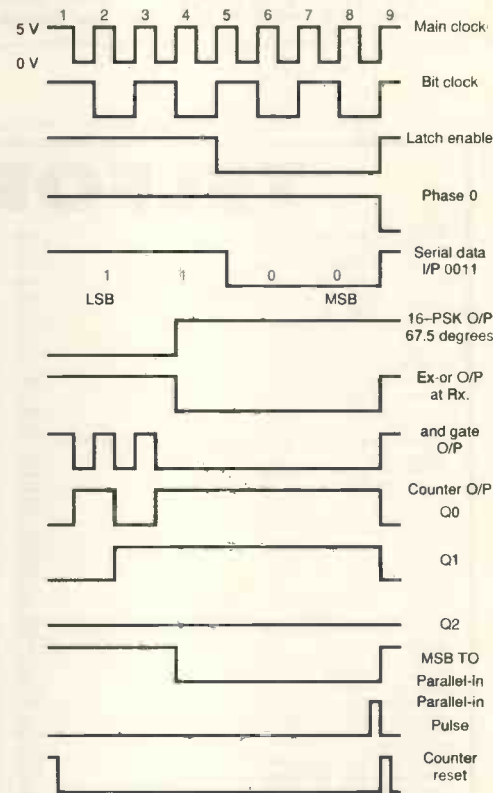 1 2 3 4 5 6 7 8 9
5 V
Main clock
0 V
Bit clock
Latch enable
Phase 0
Serial data
I/P 0011
1 1 0 0
LSB MSB
16–PSK O/P
67.5 degrees
Ex-or O/P
at Rx.
and gate
O/P
Counter O/P
Q0
Q1
Q2
MSB TO
Parallel-in
Parallel-in
Pulse
Counter
reset